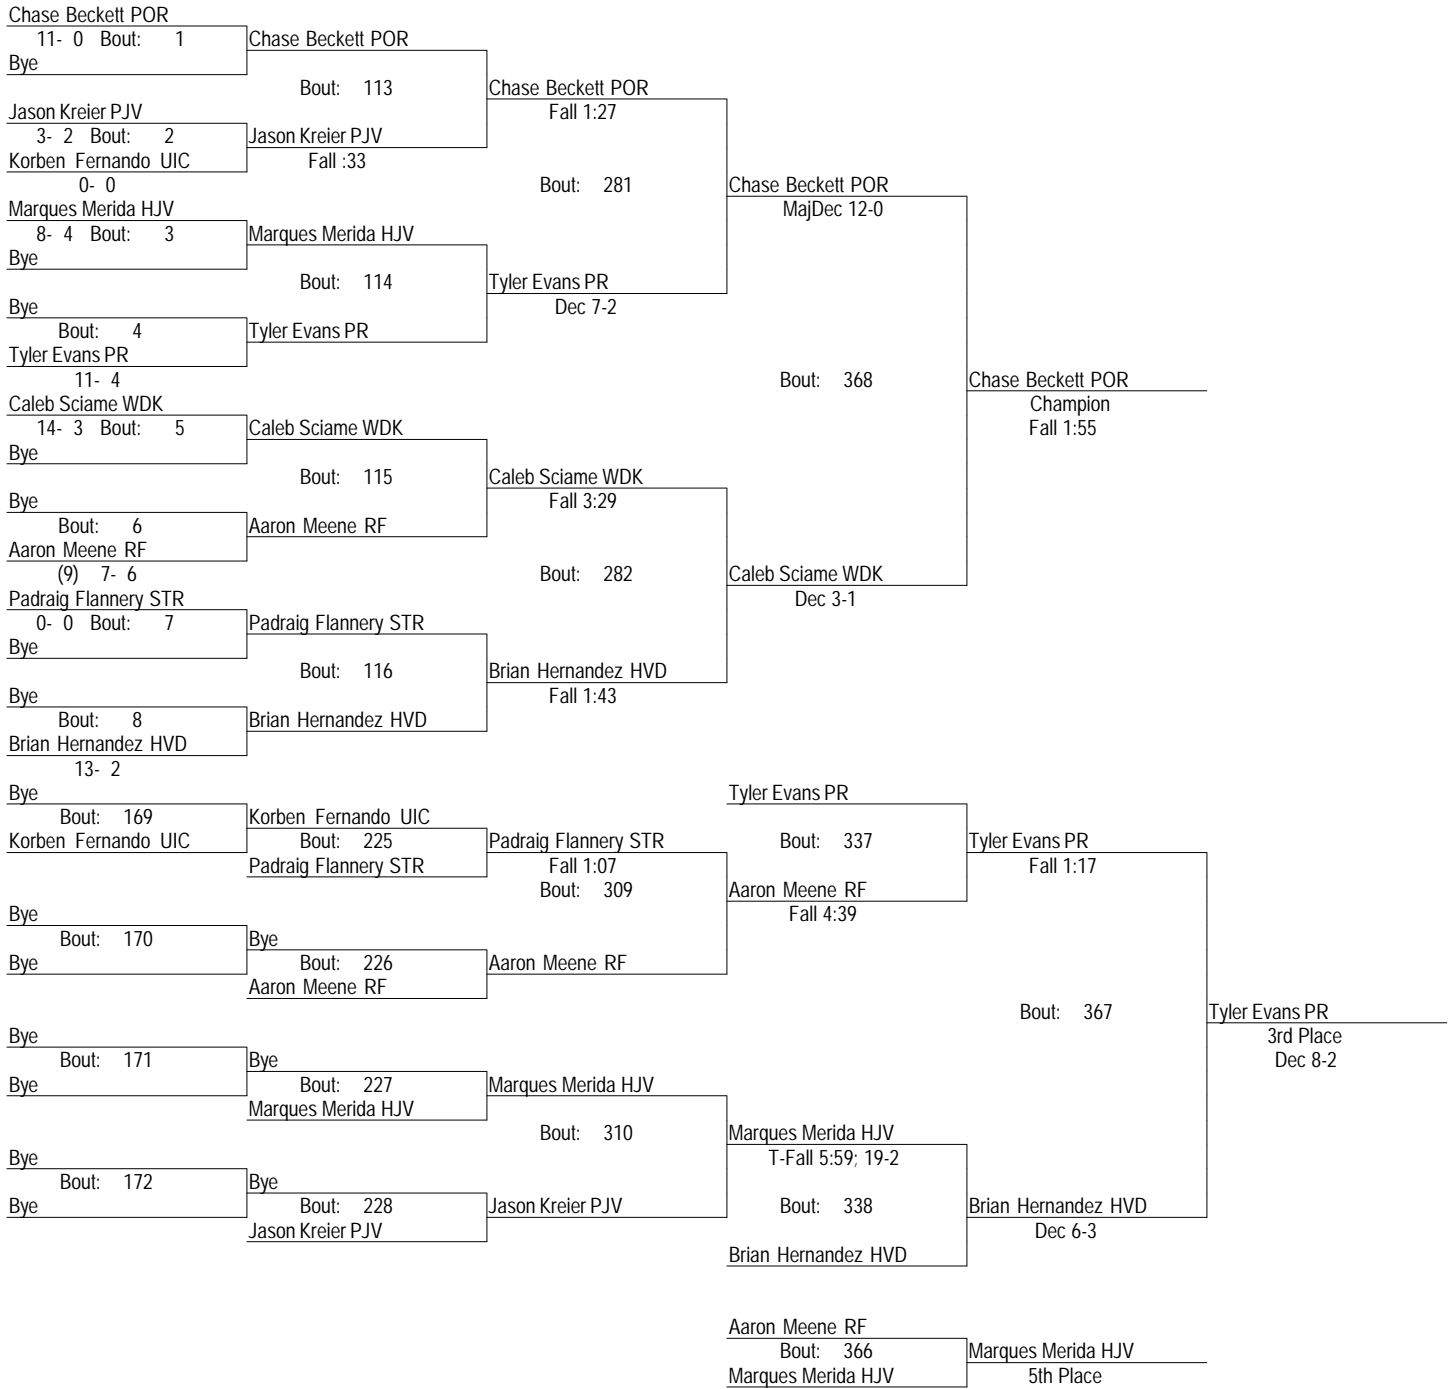 Chase Beckett POR
11- 0 Bout: 1
Bye
Chase Beckett POR
Bout: 113
Jason Kreier PJV
3- 2 Bout: 2
Korben Fernando UIC
0- 0
Jason Kreier PJV
Fall :33
Chase Beckett POR
Fall 1:27
Bout: 281
Marques Merida HJV
8- 4 Bout: 3
Bye
Marques Merida HJV
Bout: 114
Bye
Bout: 4
Tyler Evans PR
11- 4
Tyler Evans PR
Tyler Evans PR
Dec 7-2
Chase Beckett POR
MajDec 12-0
Bout: 368
Caleb Sciame WDK
14- 3 Bout: 5
Bye
Caleb Sciame WDK
Bout: 115
Bye
Bout: 6
Aaron Meene RF
(9) 7- 6
Aaron Meene RF
Caleb Sciame WDK
Fall 3:29
Bout: 282
Padraig Flannery STR
0- 0 Bout: 7
Bye
Padraig Flannery STR
Bout: 116
Bye
Bout: 8
Brian Hernandez HVD
13- 2
Brian Hernandez HVD
Brian Hernandez HVD
Fall 1:43
Caleb Sciame WDK
Dec 3-1
Chase Beckett POR
Champion
Fall 1:55
Bye
Bout: 169
Korben Fernando UIC
Korben Fernando UIC
Bout: 225
Padraig Flannery STR
Padraig Flannery STR
Fall 1:07
Bout: 309
Bye
Bout: 170
Bye
Bye
Bout: 226
Aaron Meene RF
Aaron Meene RF
Tyler Evans PR
Bout: 337
Aaron Meene RF
Fall 4:39
Tyler Evans PR
Fall 1:17
Bout: 367
Bye
Bout: 171
Bye
Bye
Bout: 227
Marques Merida HJV
Marques Merida HJV
Bout: 310
Bye
Bout: 172
Bye
Bye
Bout: 228
Jason Kreier PJV
Jason Kreier PJV
Marques Merida HJV
T-Fall 5:59; 19-2
Bout: 338
Brian Hernandez HVD
Brian Hernandez HVD
Dec 6-3
Tyler Evans PR
3rd Place
Dec 8-2
Aaron Meene RF
Bout: 366
Marques Merida HJV
Marques Merida HJV
5th Place